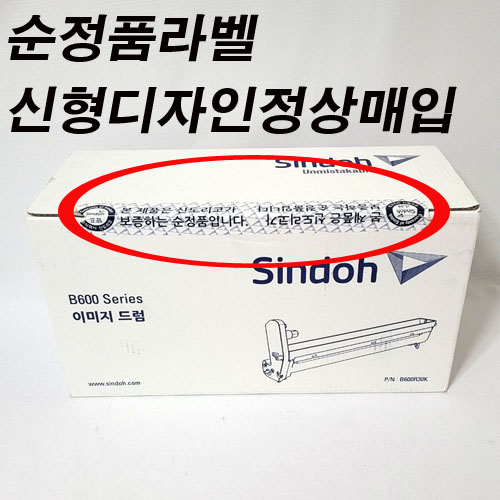 순정품라벨
신형디자인정상매입
Sindoh
Unmistakable
본 제품은 신도리코가
보증하는 순정품입니다.
Sindoh
B600 Series
이미지 드럼
www.sindoh.com
P/N : B600R30K